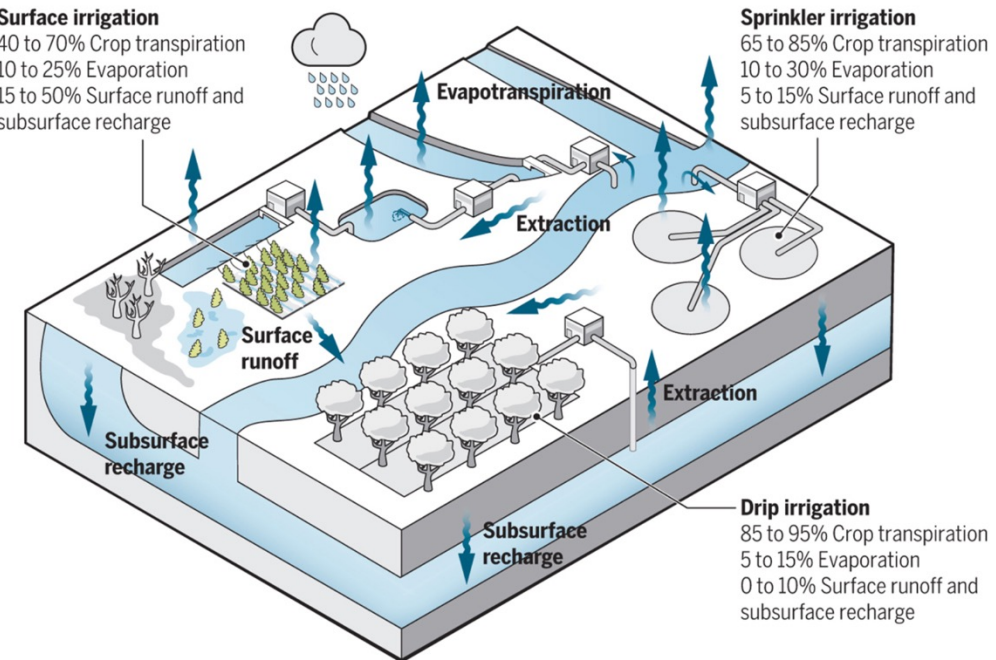 Surface irrigation
40 to 70% Crop transpiration
10 to 25% Evaporation
15 to 50% Surface runoff and
subsurface recharge
Sprinkler irrigation
65 to 85% Crop transpiration
10 to 30% Evaporation
5 to 15% Surface runoff and
subsurface recharge
Evapotranspiration
Extraction
Surface
runoff
Extraction
Subsurface
recharge
Subsurface
recharge
Drip irrigation
85 to 95% Crop transpiration
5 to 15% Evaporation
0 to 10% Surface runoff and
subsurface recharge